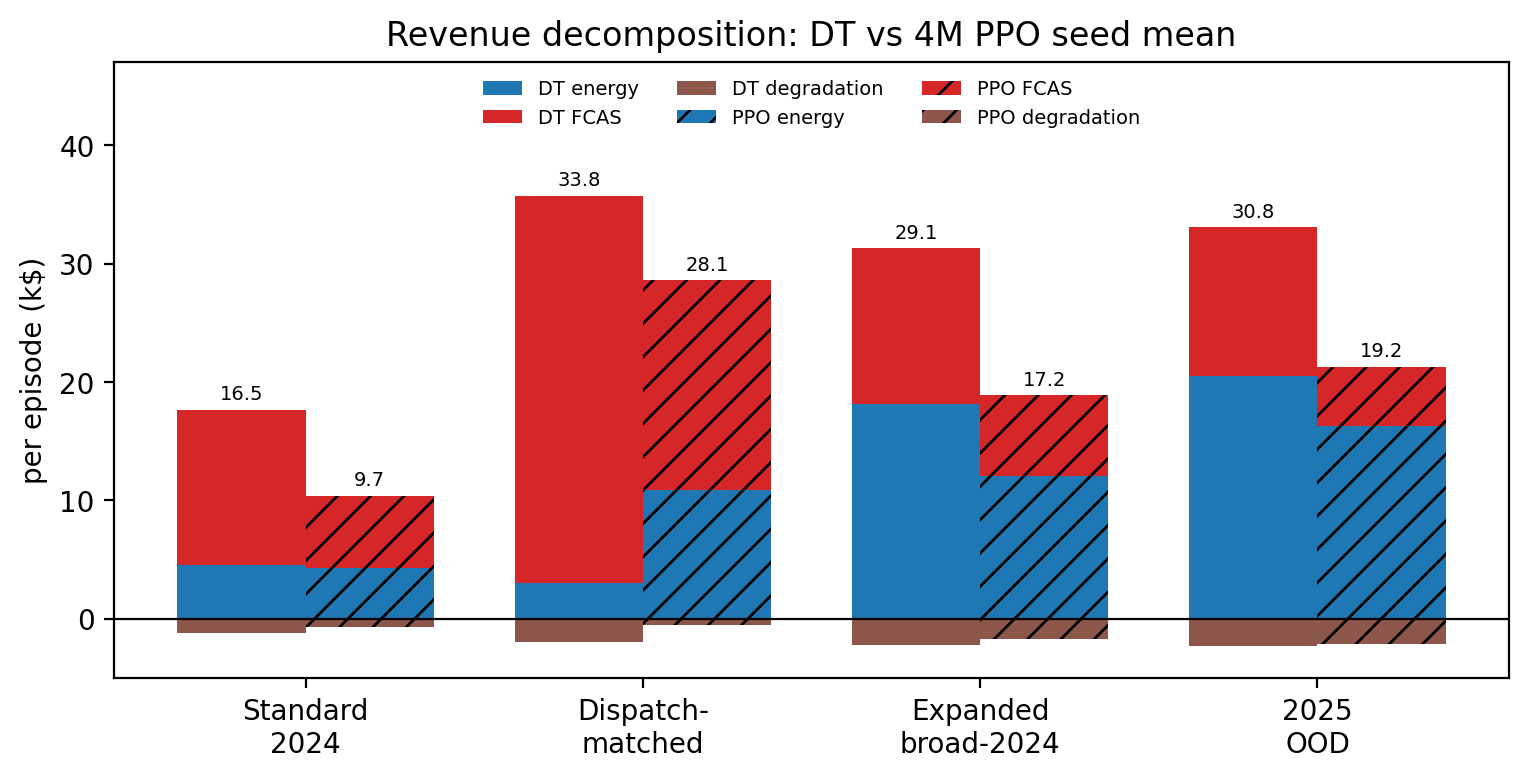 Revenue decomposition: DT vs 4M PPO seed mean
DT energy
DT FCAS
DT degradation
PPO energy
PPO FCAS
PPO degradation
per episode (k$)
40
30
20
10
0
16.5
9.7
33.8
28.1
29.1
17.2
30.8
19.2
Standard
2024
Dispatch-
matched
Expanded
broad-2024
2025
OOD